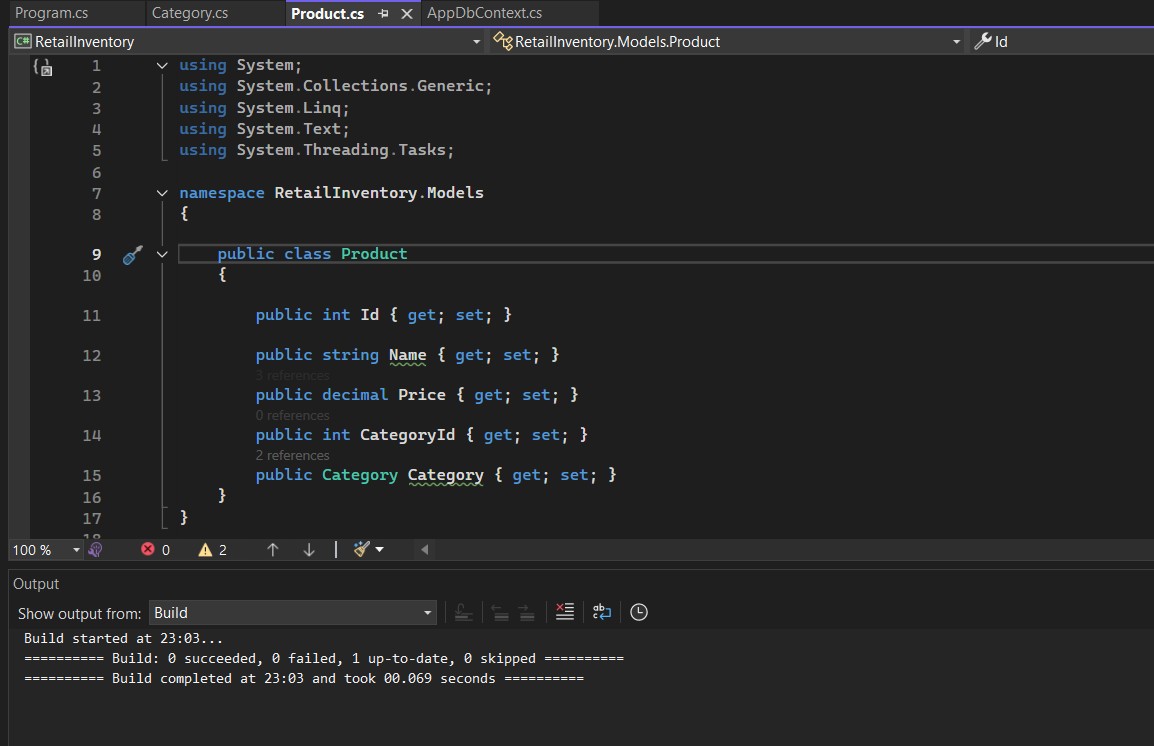 Program.cs Category.cs Product.cs AppDbContext.cs
C# RetailInventory RetailInventory.Models.Product Id
1 using System;
2 using System.Collections.Generic;
3 using System.Linq;
4 using System.Text;
5 using System.Threading.Tasks;
6
7 namespace RetailInventory.Models
8 {
9 public class Product
10 {
11 public int Id { get; set; }
12 public string Name { get; set; }
3 references
13 public decimal Price { get; set; }
0 references
14 public int CategoryId { get; set; }
2 references
15 public Category Category { get; set; }
16 }
17 }
18
100 % 0 2
Output
Show output from: Build
Build started at 23:03...
========== Build: 0 succeeded, 0 failed, 1 up-to-date, 0 skipped ==========
========== Build completed at 23:03 and took 00.069 seconds ==========